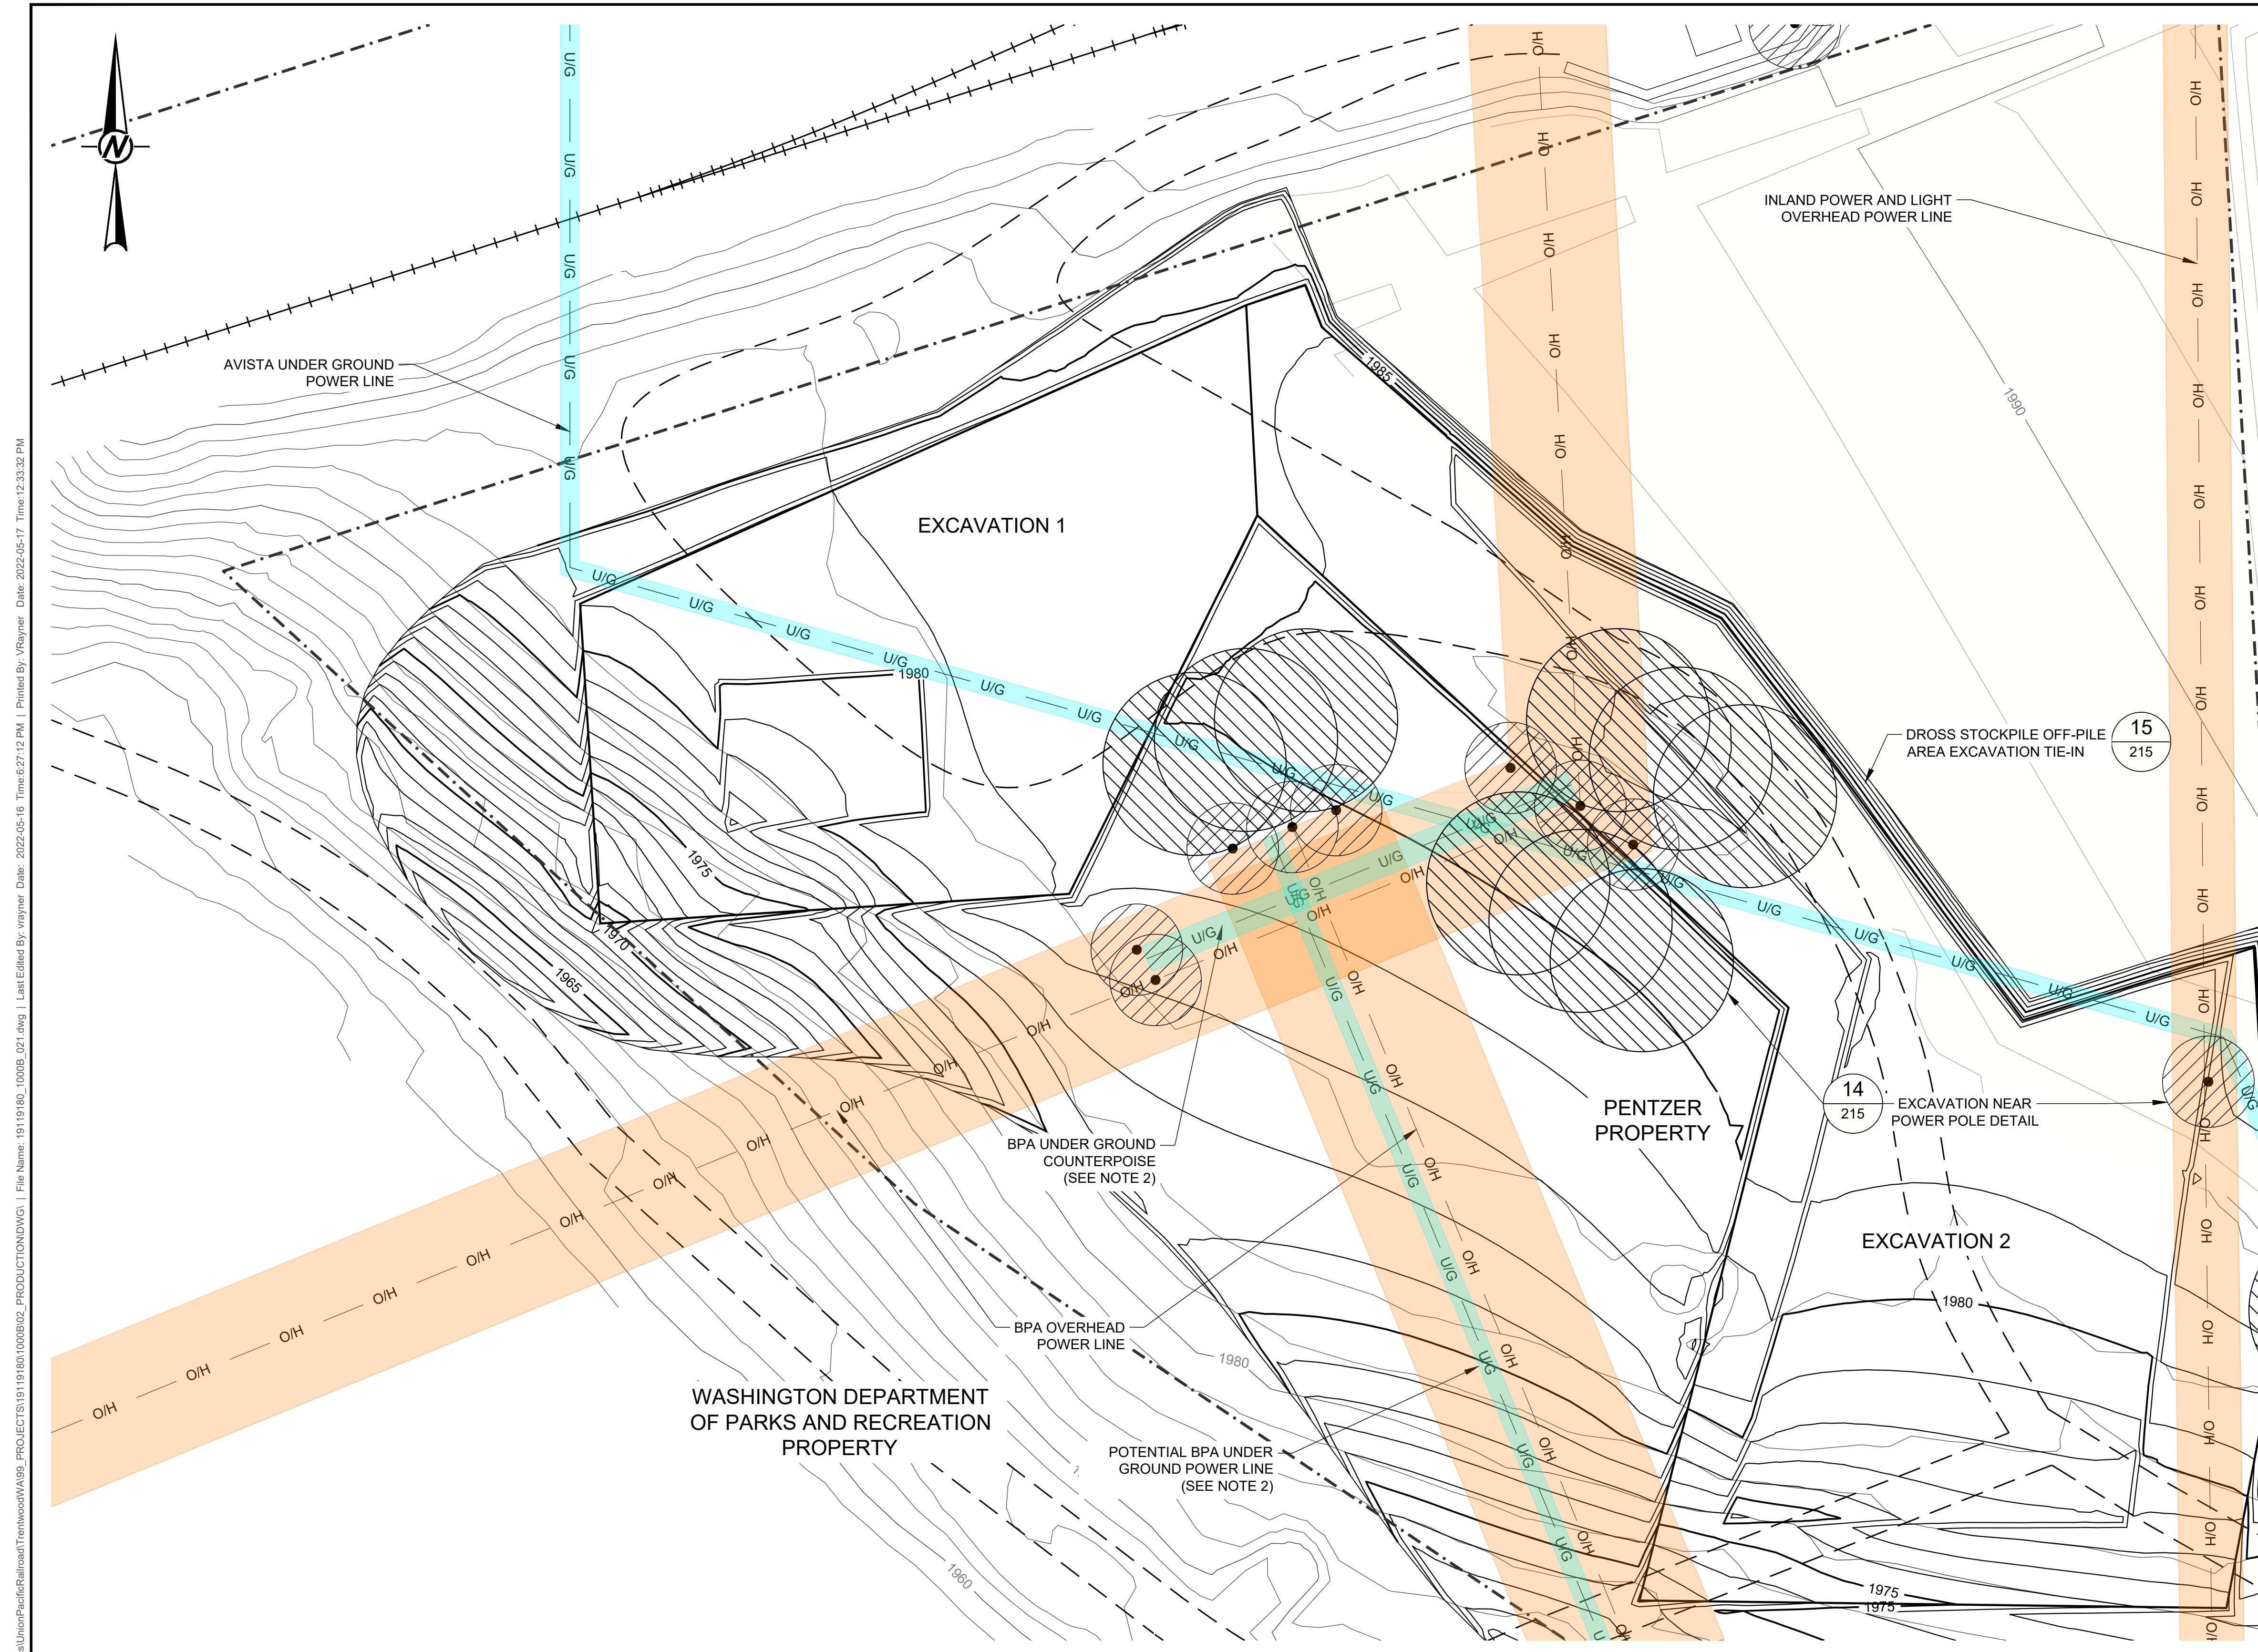 N
INLAND POWER AND LIGHT
OVERHEAD POWER LINE
AVISTA UNDER GROUND
POWER LINE
1985
1990
EXCAVATION 1
U/G
O/H
1980
DROSS STOCKPILE OFF-PILE
AREA EXCAVATION TIE-IN
15
215
1975
1970
1965
PENTZER
PROPERTY
14
215
EXCAVATION NEAR
POWER POLE DETAIL
BPA UNDER GROUND
COUNTERPOISE
(SEE NOTE 2)
EXCAVATION 2
1980
BPA OVERHEAD
POWER LINE
1980
WASHINGTON DEPARTMENT
OF PARKS AND RECREATION
PROPERTY
POTENTIAL BPA UNDER
GROUND POWER LINE
(SEE NOTE 2)
1960
1975
1975
s\UnionPacificRailroad\TrentwoodWA\99_PROJECTS\19119180\1000B\02_PRODUCTION\DWG\ | File Name: 19119180_1000B_021.dwg | Last Edited By: vrayner Date: 2022-05-16 Time:6:27:12 PM | Printed By: VRayner Date: 2022-05-17 Time:12:33:32 PM